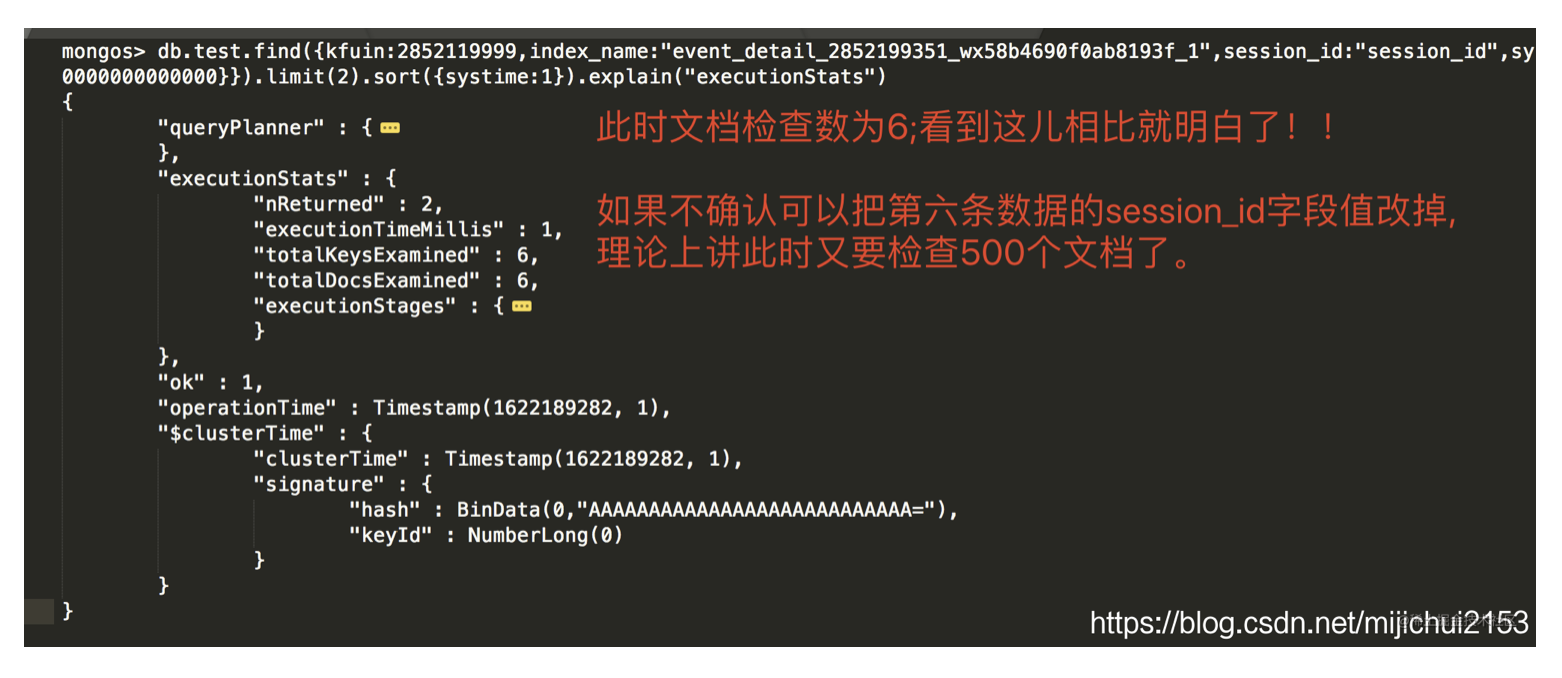 mongos> db.test.find({kfuin:2852119999,index_name:"event_detail_2852199351_wx58b4690f0ab8193f_1",session_id:"session_id",sy
0000000000000}}).limit(2).sort({systime:1}).explain("executionStats")
{
"queryPlanner" : {
此时文档检查数为6;看到这儿相比就明白了！！
},
"executionStats" : {
"nReturned" : 2,
如果不确认可以把第六条数据的session_id字段值改掉,
"executionTimeMillis" : 1,
"totalKeysExamined" : 6,
理论上讲此时又要检查500个文档了。
"totalDocsExamined" : 6,
"executionStages" : {
}
},
"ok" : 1,
"operationTime" : Timestamp(1622189282, 1),
"$clusterTime" : {
"clusterTime" : Timestamp(1622189282, 1),
"signature" : {
"hash" : BinData(0,"AAAAAAAAAAAAAAAAAAAAAAAAAAA="),
"keyId" : NumberLong(0)
}
}
}
https://blog.csdn.net/mijichui2153